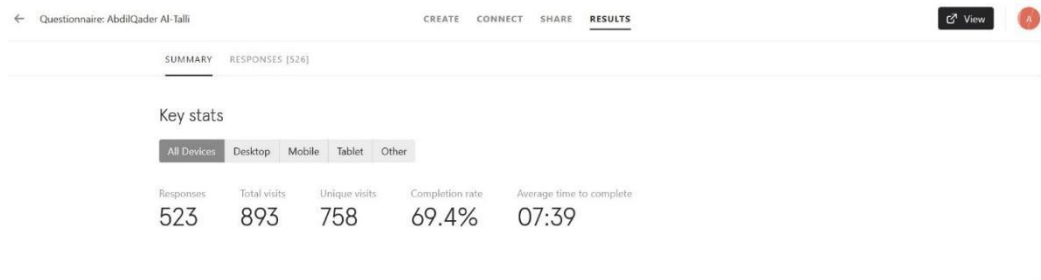 ← Questionnaire: AbdilQader Al-Talli CREATE CONNECT SHARE RESULTS View A
SUMMARY RESPONSES [526]
Key stats
All Devices Desktop Mobile Tablet Other
Responses Total visits Unique visits Completion rate Average time to complete
523 893 758 69.4% 07:39